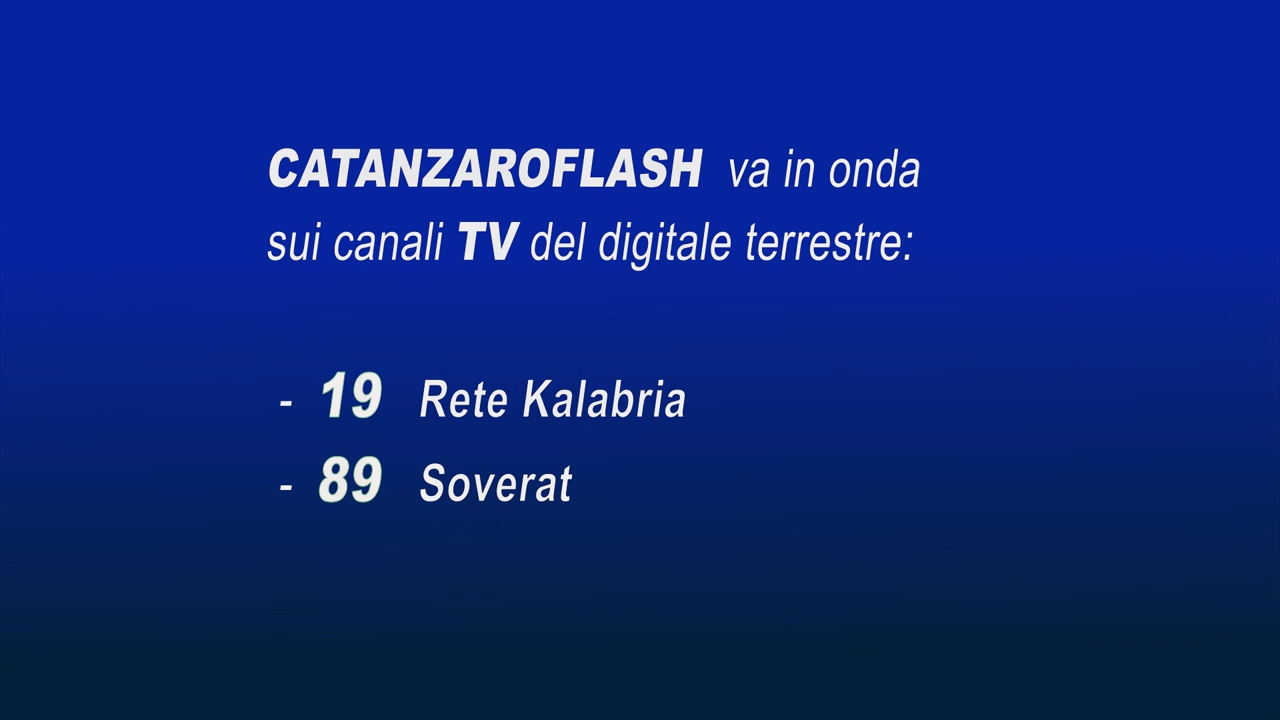 CATANZAROFLASH va in onda
sui canali TV del digitale terrestre:
- 19 Rete Kalabria
- 89 Soverat